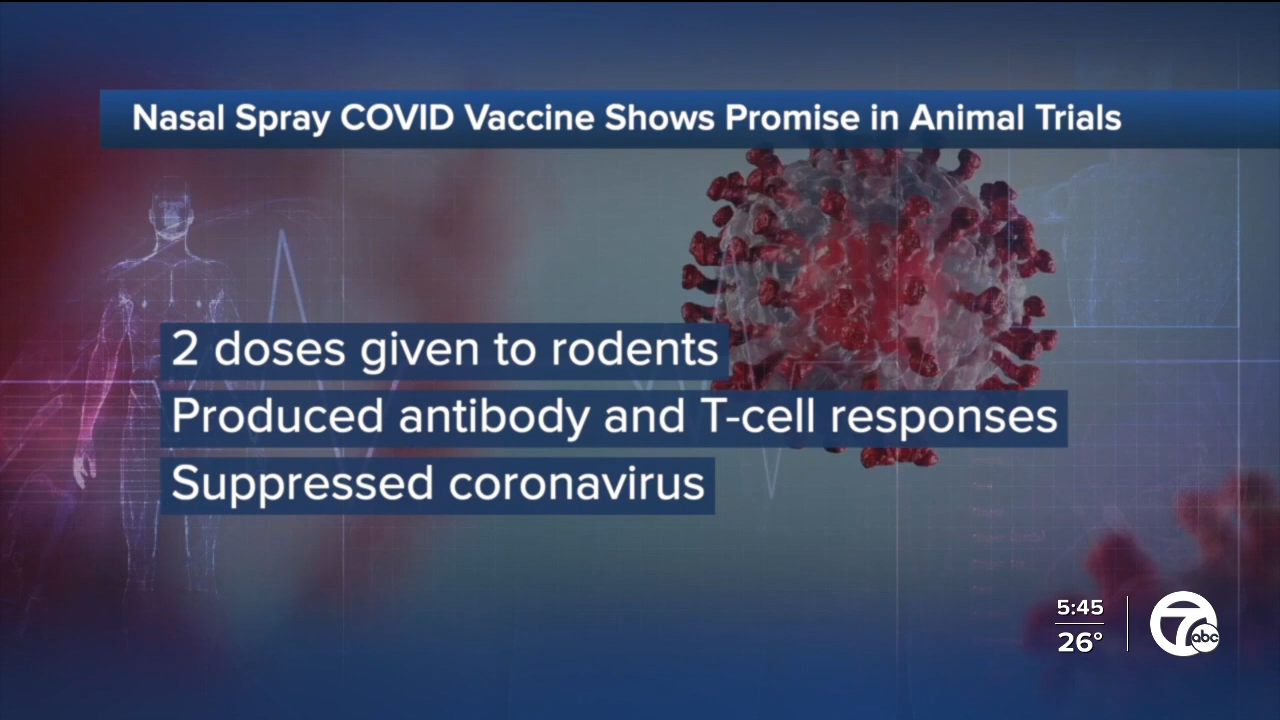 Nasal Spray COVID Vaccine Shows Promise in Animal Trials
2 doses given to rodents
Produced antibody and T-cell responses
Suppressed coronavirus
5:45
26°
7 abc